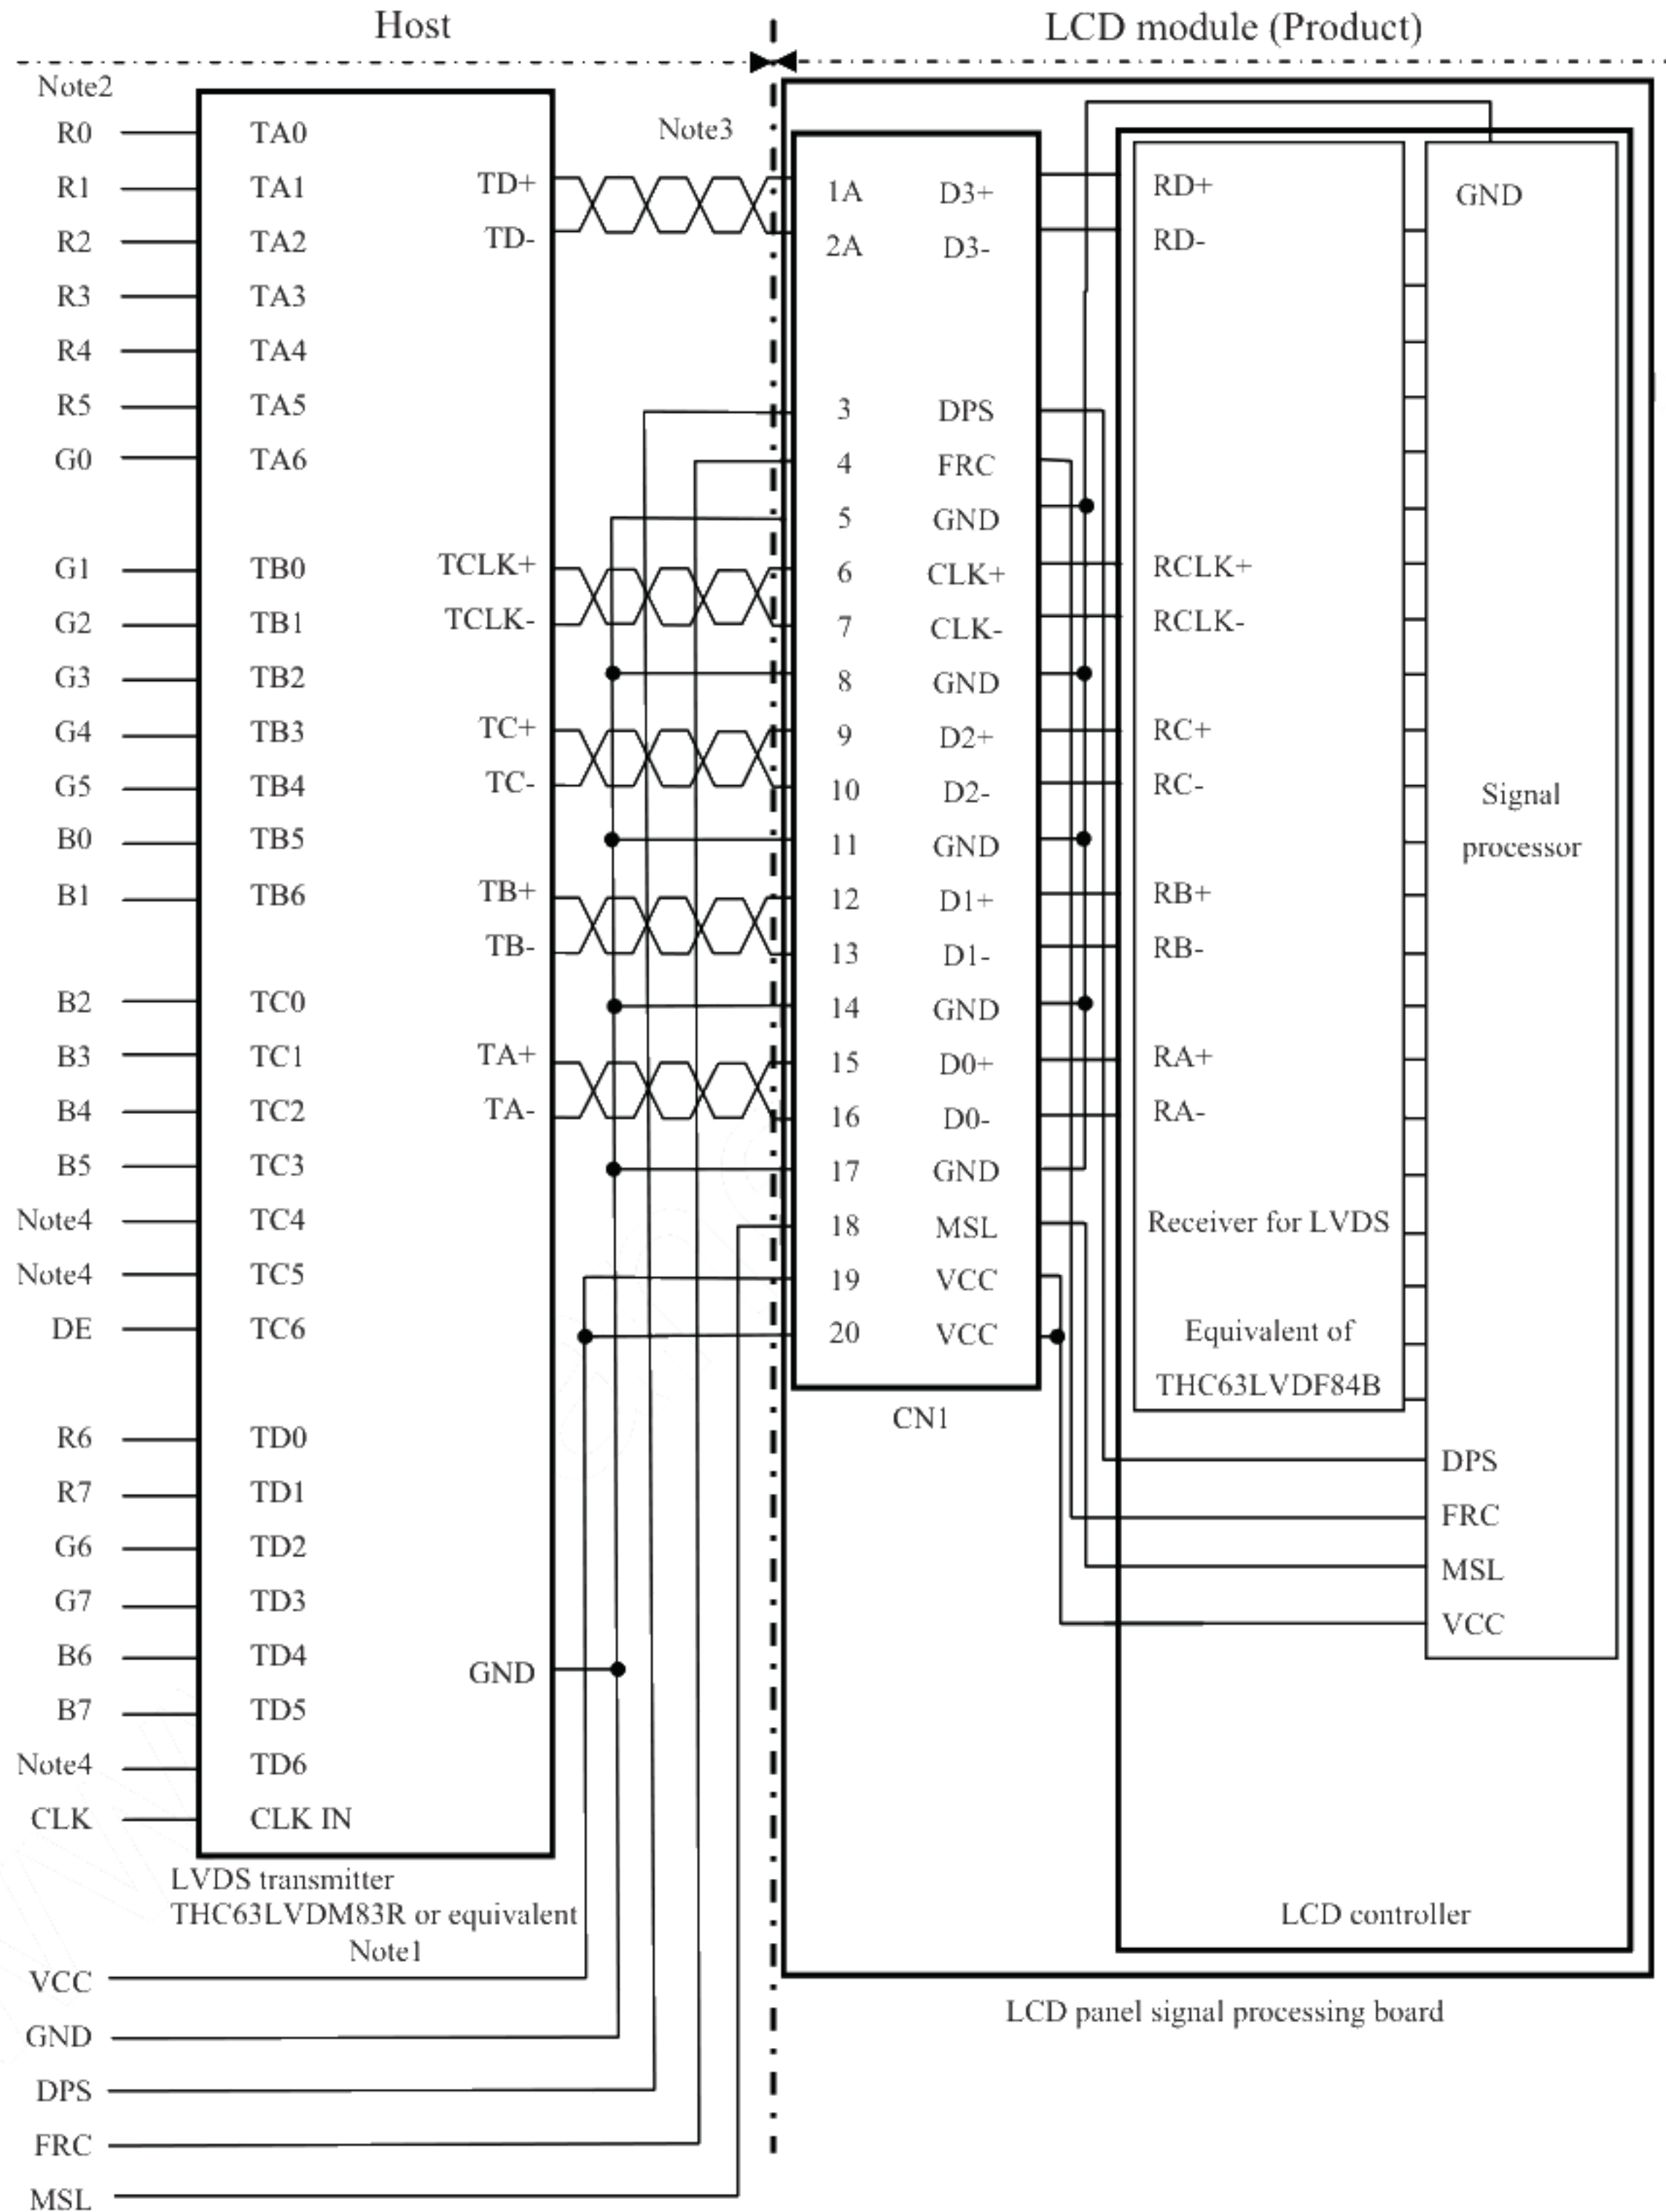 Host
LCD module (Product)
Note2
R0 TA0
R1 TA1
R2 TA2
R3 TA3
R4 TA4
R5 TA5
G0 TA6
G1 TB0
G2 TB1
G3 TB2
G4 TB3
G5 TB4
B0 TB5
B1 TB6
B2 TC0
B3 TC1
B4 TC2
B5 TC3
Note4 TC4
Note4 TC5
DE TC6
R6 TD0
R7 TD1
G6 TD2
G7 TD3
B6 TD4
B7 TD5
Note4 TD6
CLK CLK IN
TD+
TD-
TCLK+
TCLK-
TC+
TC-
TB+
TB-
TA+
TA-
GND
LVDS transmitter
THC63LVDM83R or equivalent
Note1
VCC
GND
DPS
FRC
MSL
Note3
1A D3+
2A D3-
3 DPS
4 FRC
5 GND
6 CLK+
7 CLK-
8 GND
9 D2+
10 D2-
11 GND
12 D1+
13 D1-
14 GND
15 D0+
16 D0-
17 GND
18 MSL
19 VCC
20 VCC
CN1
RD+
RD-
RCLK+
RCLK-
RC+
RC-
RB+
RB-
RA+
RA-
Receiver for LVDS
Equivalent of
THC63LVDF84B
GND
Signal
processor
DPS
FRC
MSL
VCC
LCD controller
LCD panel signal processing board